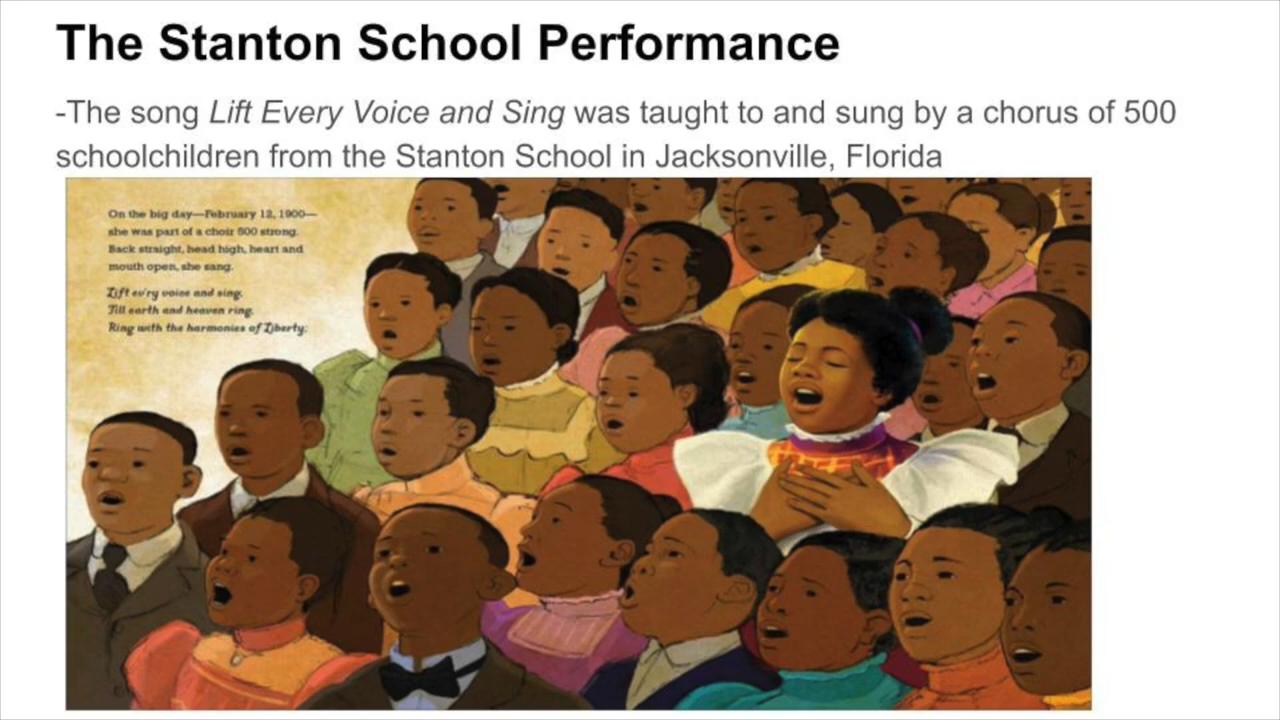 The Stanton School Performance
-The song Lift Every Voice and Sing was taught to and sung by a chorus of 500
schoolchildren from the Stanton School in Jacksonville, Florida
On the big day—February 12, 1900—
she was part of a choir 500 strong.
Back straight, head high, heart and
mouth open, she sang.
Lift ev'ry voice and sing.
Till earth and heaven ring.
Ring with the harmonies of Liberty;